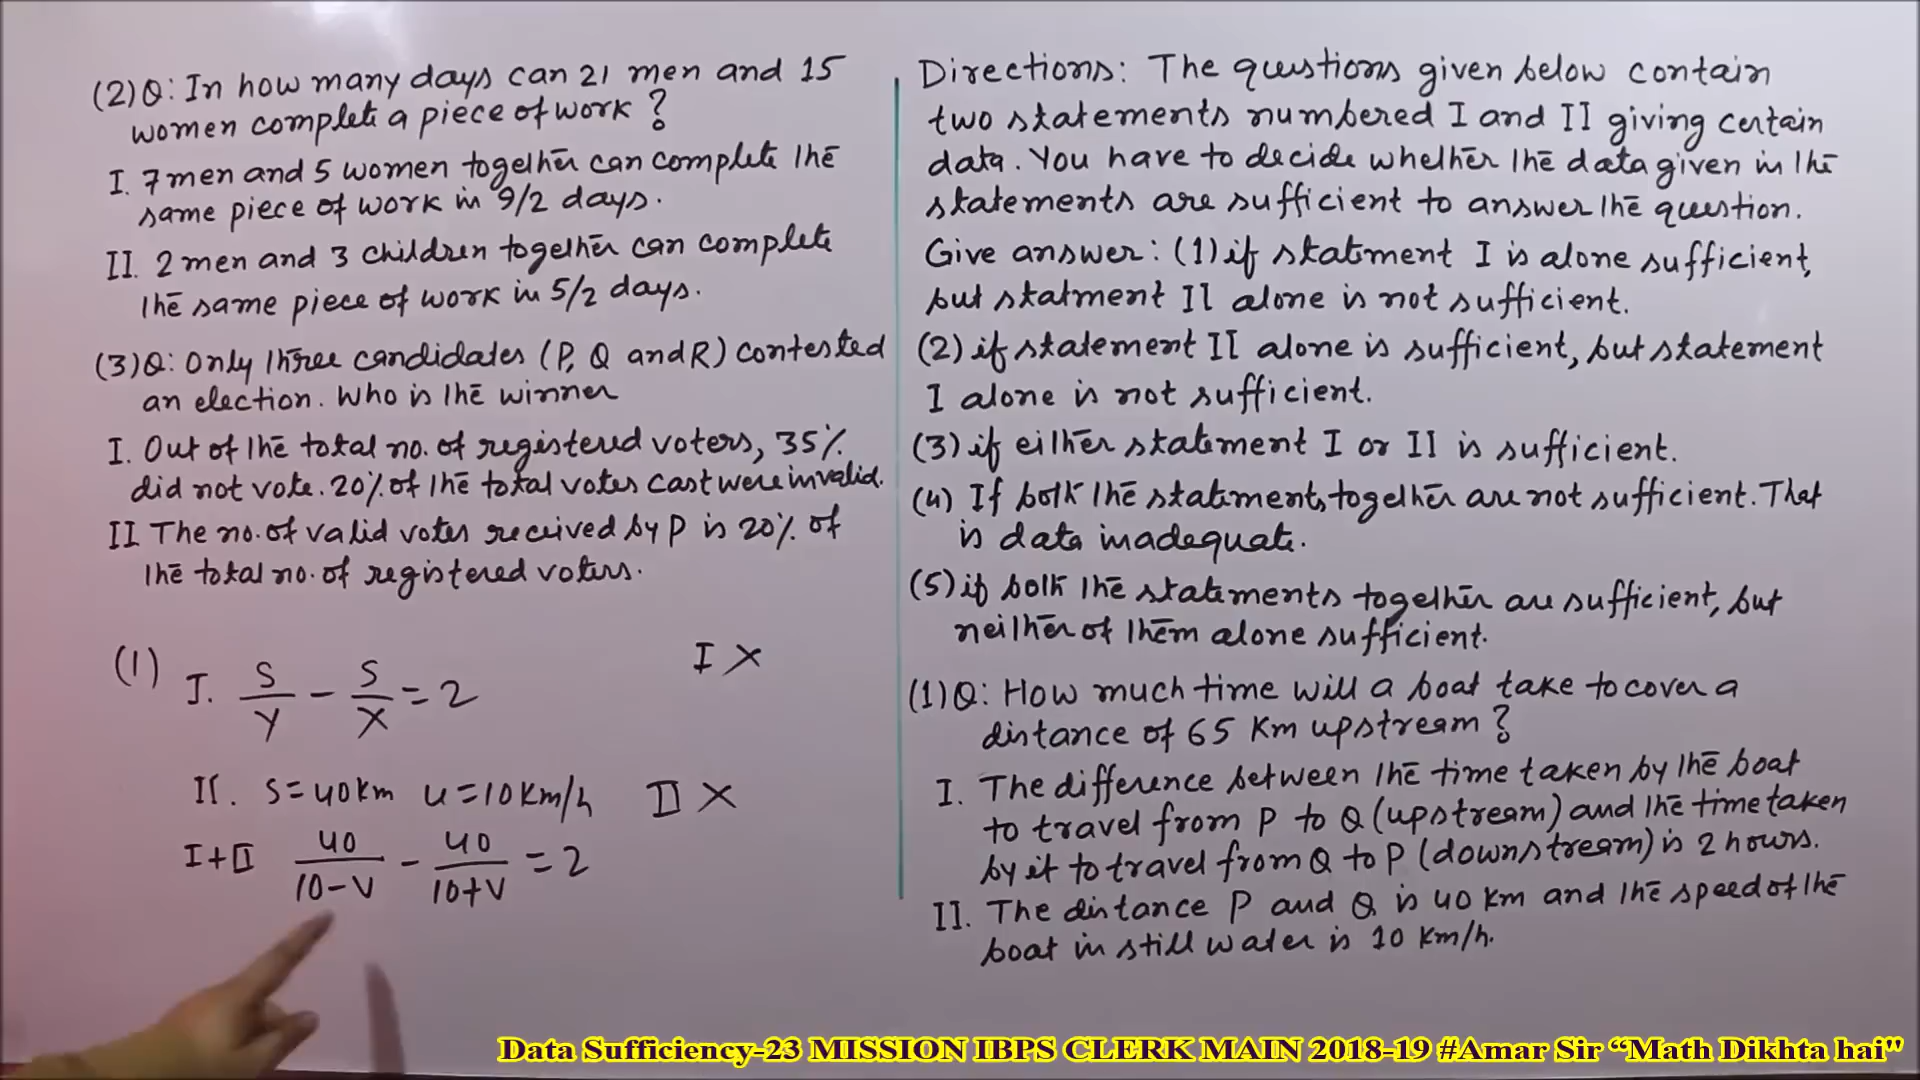 (2)Q: In how many days can 21 men and 15
women complete a piece of work ?
I. 7 men and 5 women together can complete the
same piece of work in 9/2 days.
II. 2 men and 3 children together can complete
the same piece of work in 5/2 days.
(3)Q: Only three candidates (P, Q and R) contested
an election. Who is the winner
I. Out of the total no. of registered voters, 35%
did not vote. 20% of the total votes cast were invalid.
II The no. of valid votes received by P is 20% of
the total no. of registered voters.
(1) I. S/Y - S/X = 2 I X
II. S=40km u=10km/h II X
I+II 40/10-V - 40/10+V = 2
Directions: The questions given below contain
two statements numbered I and II giving certain
data. You have to decide whether the data given in the
statements are sufficient to answer the question.
Give answer: (1) if statement I is alone sufficient,
but statment II alone is not sufficient.
(2) if statement II alone is sufficient, but statement
I alone is not sufficient.
(3) if either statement I or II is sufficient.
(4) If both the statements together are not sufficient. That
is data inadequate.
(5) if both the statements together are sufficient, but
neither of them alone sufficient.
(1)Q: How much time will a boat take to cover a
distance of 65 Km upstream ?
I. The difference between the time taken by the boat
to travel from P to Q (upstream) and the time taken
by it to travel from Q to P (downstream) is 2 hours.
II. The distance P and Q is 40 km and the speed of the
boat in still water is 10 km/h.
Data Sufficiency-23 MISSION IBPS CLERK MAIN 2018-19 #Amar Sir “Math Dikhta hai"